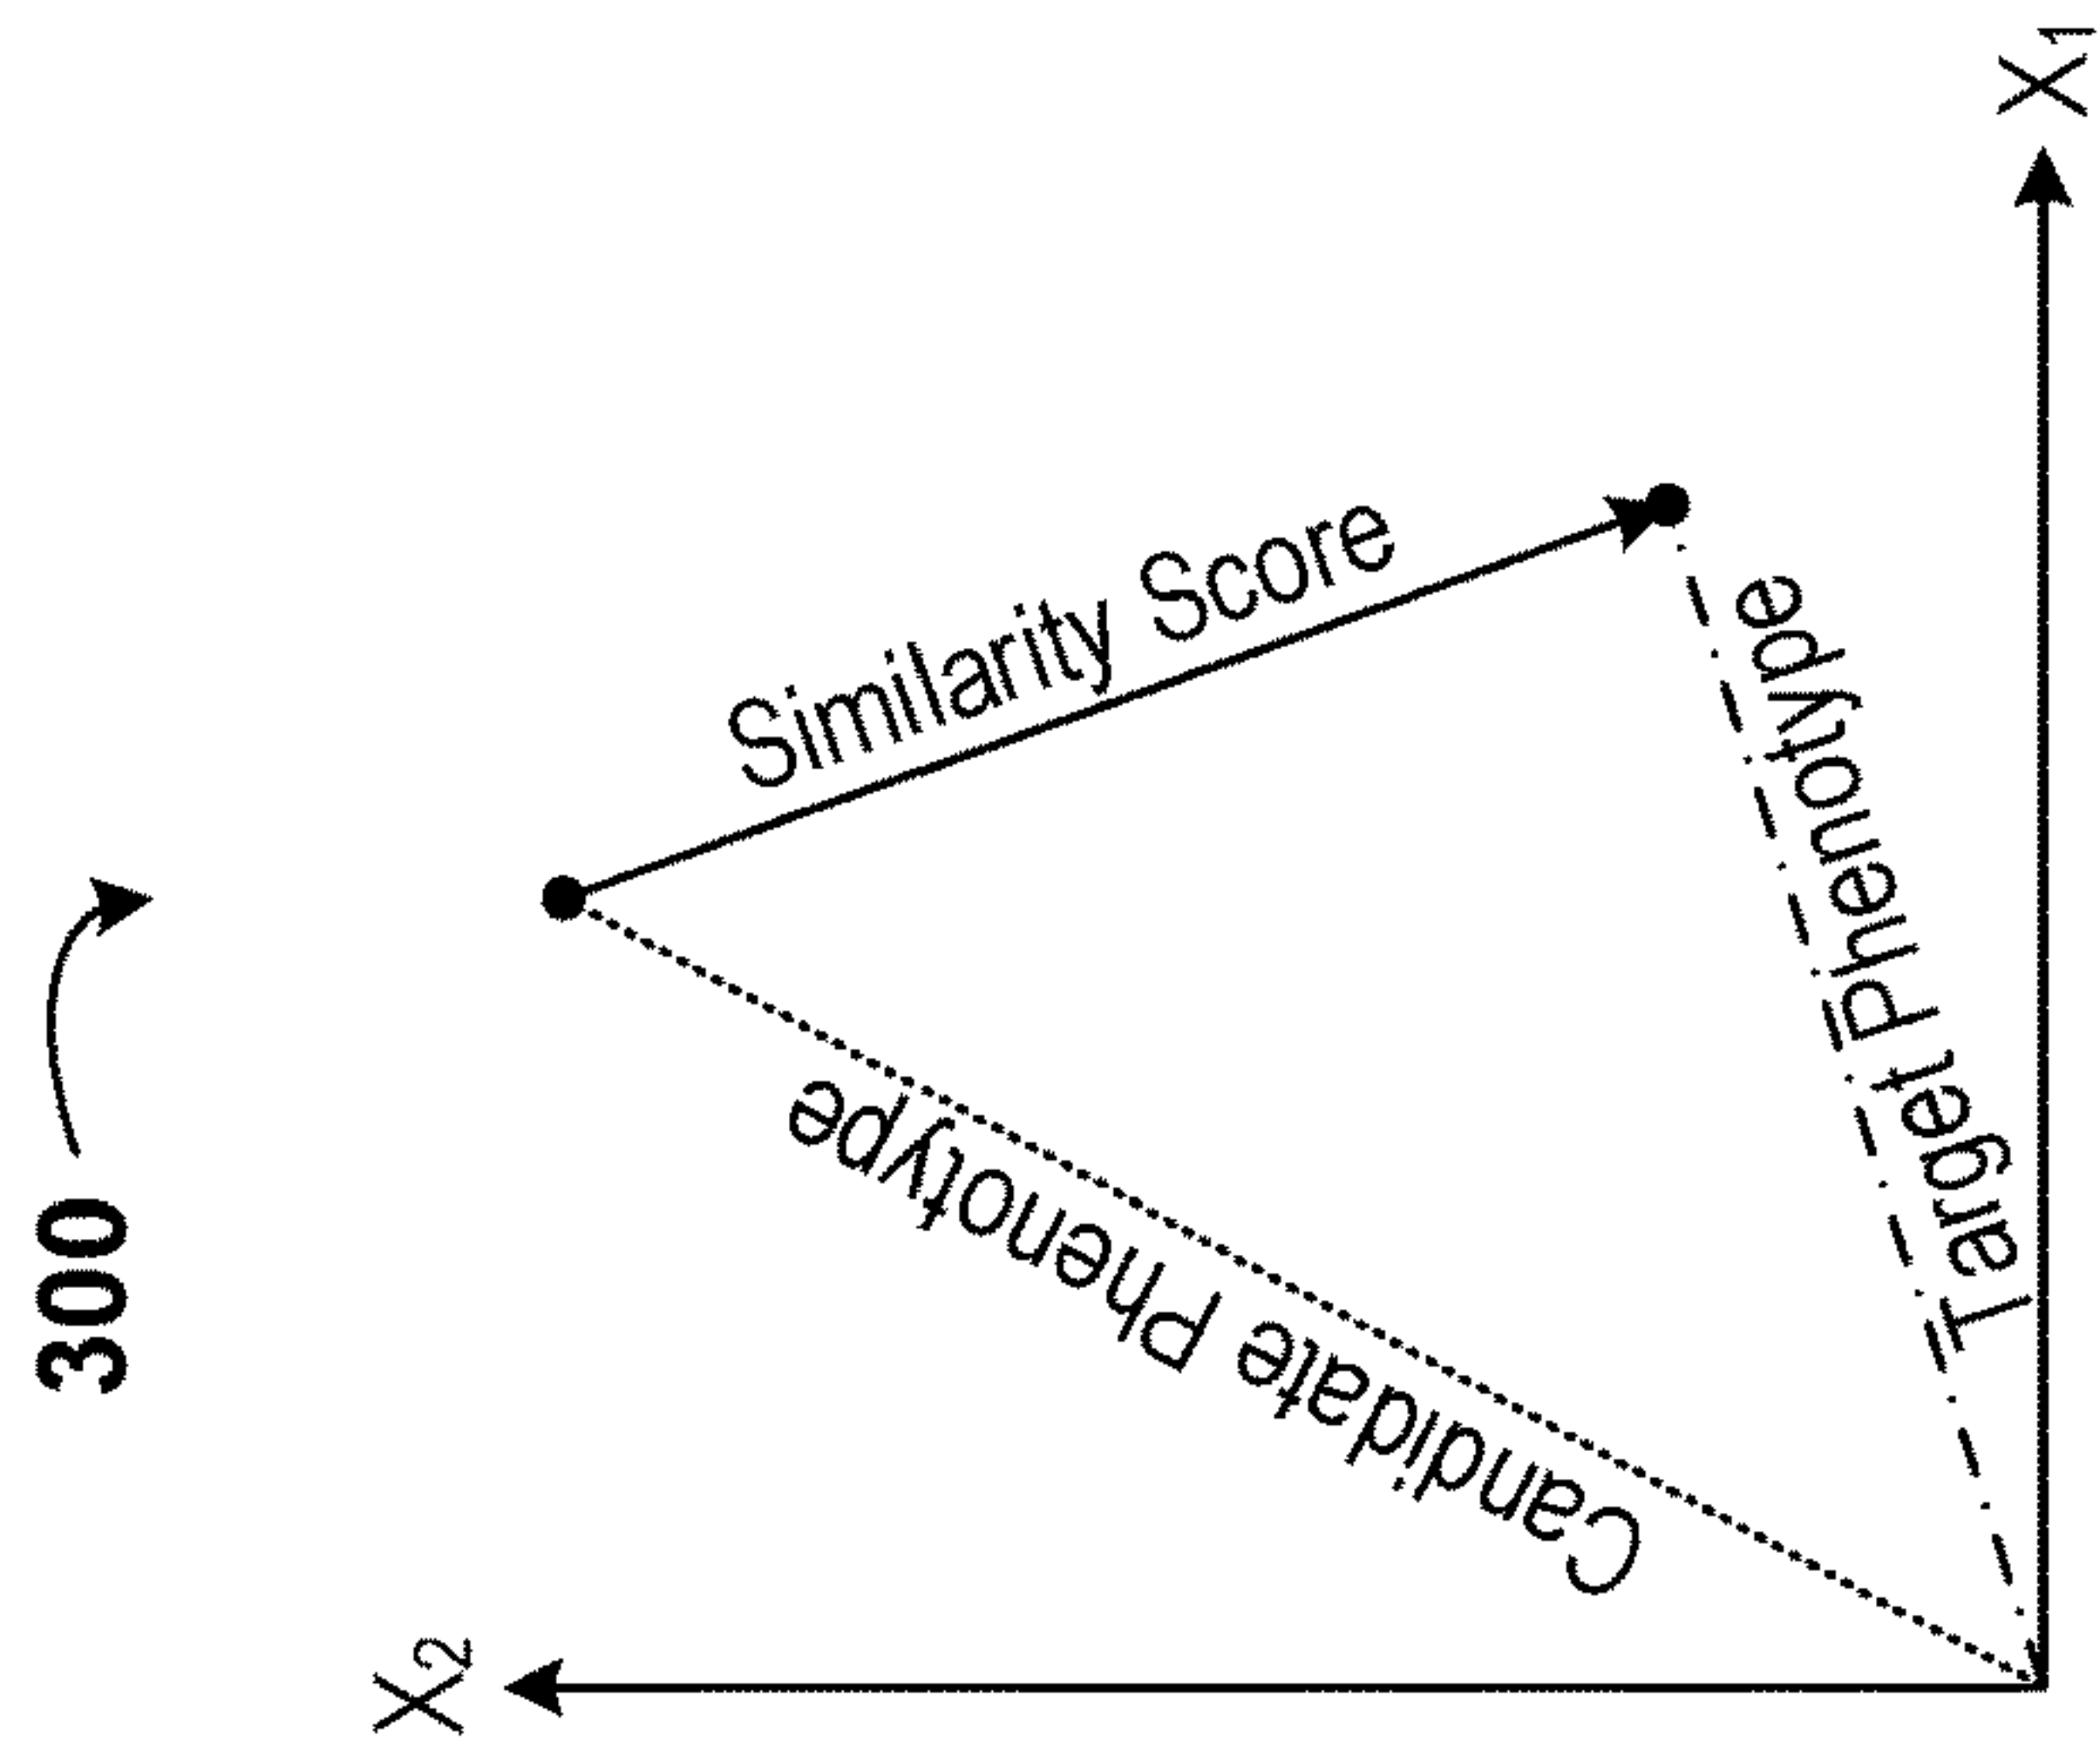 300
X2
Candidate Phenotype
Similarity Score
Target Phenotype
X1